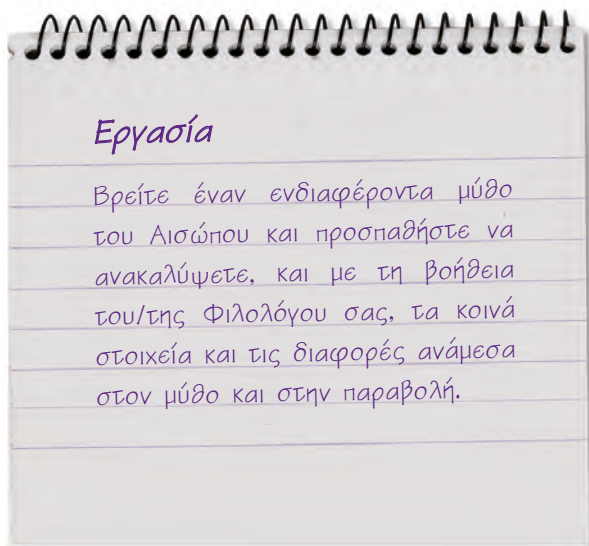 Εργασία
Βρείτε έναν ενδιαφέροντα μύθο
του Αισώπου και προσπαθήστε να
ανακαλύψετε, και με τη βοήθεια
του/της Φιλολόγου σας, τα κοινά
στοιχεία και τις διαφορές ανάμεσα
στον μύθο και στην παραβολή.